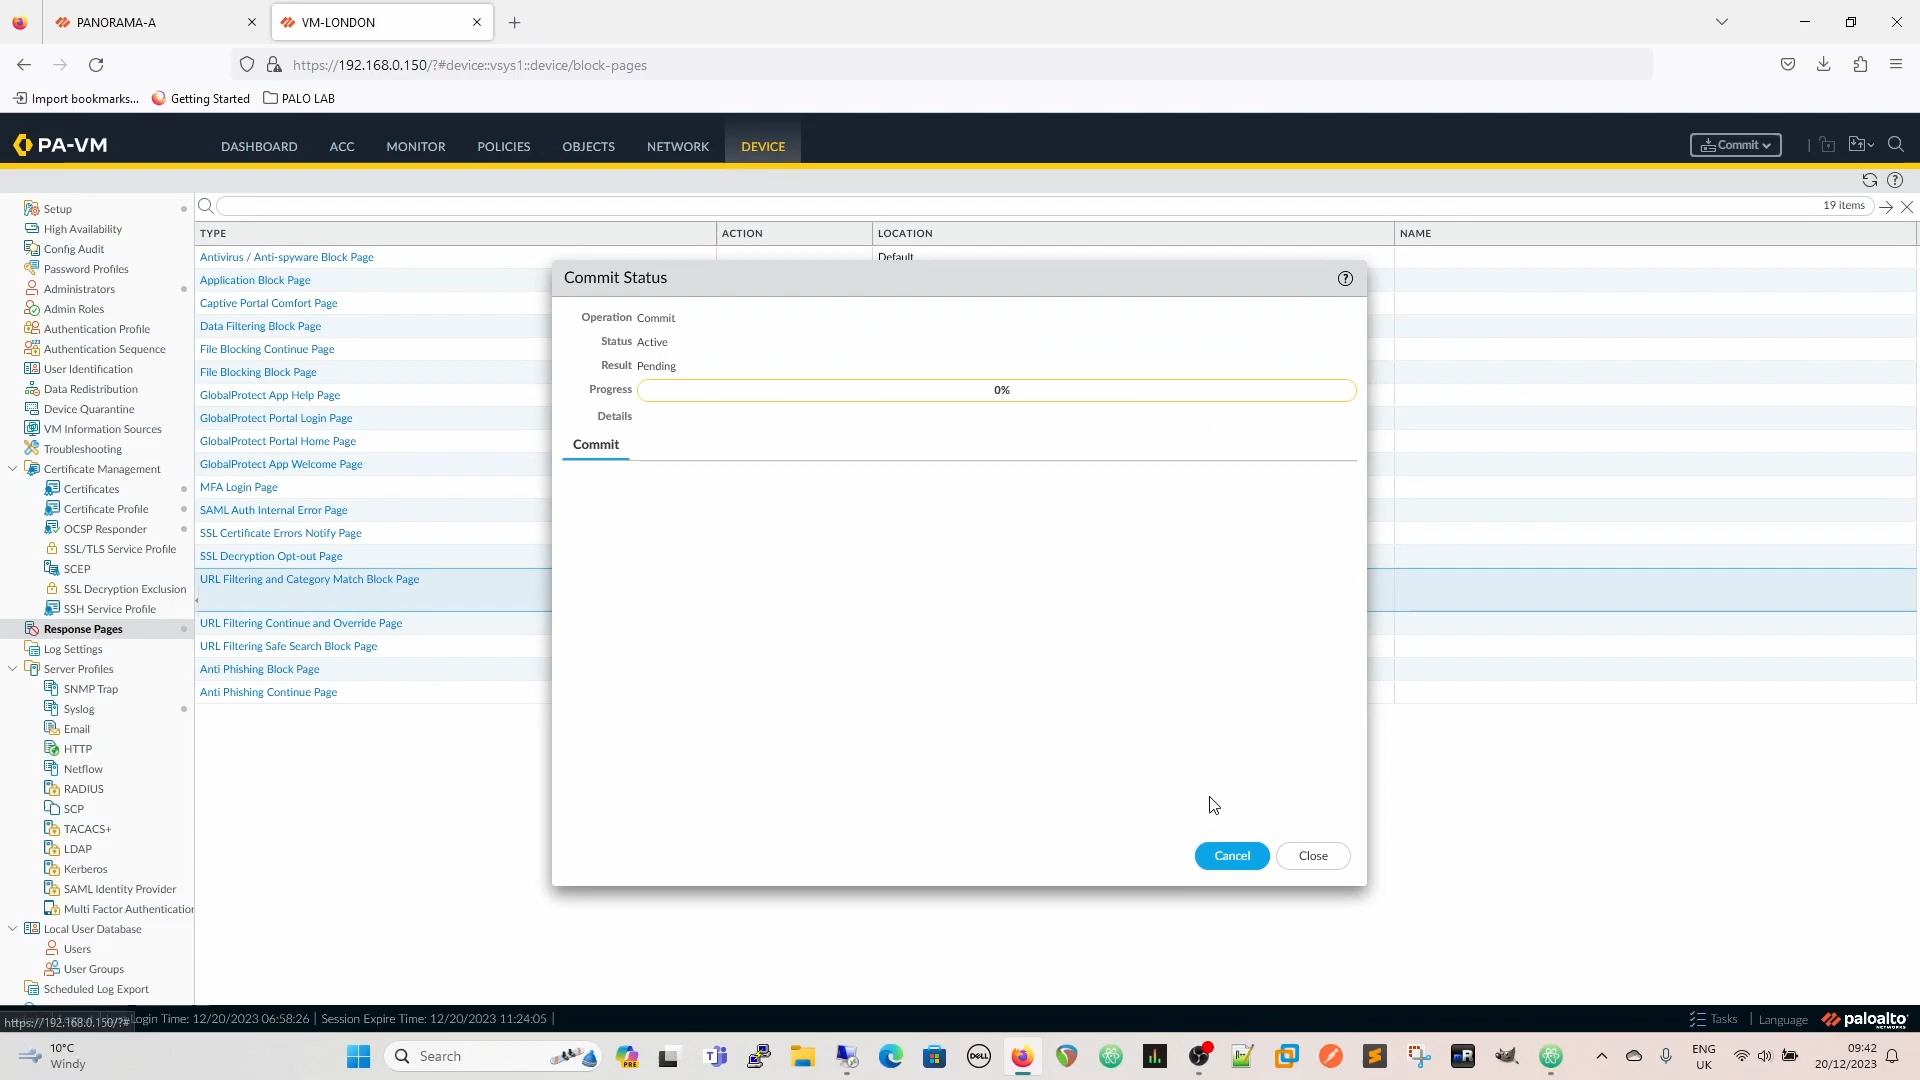 PANORAMA-A
VM-LONDON
https://192.168.0.150/?#device::vsys1::device/block-pages
Import bookmarks...
Getting Started
PALO LAB
PA-VM
DASHBOARD
ACC
MONITOR
POLICIES
OBJECTS
NETWORK
DEVICE
Commit
19 items
Setup
High Availability
Config Audit
Password Profiles
Administrators
Admin Roles
Authentication Profile
Authentication Sequence
User Identification
Data Redistribution
Device Quarantine
VM Information Sources
Troubleshooting
Certificate Management
Certificates
Certificate Profile
OCSP Responder
SSL/TLS Service Profile
SCEP
SSL Decryption Exclusion
SSH Service Profile
Response Pages
Log Settings
Server Profiles
SNMP Trap
Syslog
Email
HTTP
Netflow
RADIUS
SCP
TACACS+
LDAP
Kerberos
SAML Identity Provider
Multi Factor Authentication
Local User Database
Users
User Groups
Scheduled Log Export
TYPE
ACTION
LOCATION
NAME
Antivirus / Anti-spyware Block Page
Default
Application Block Page
Captive Portal Comfort Page
Data Filtering Block Page
File Blocking Continue Page
File Blocking Block Page
GlobalProtect App Help Page
GlobalProtect Portal Login Page
GlobalProtect Portal Home Page
GlobalProtect App Welcome Page
MFA Login Page
SAML Auth Internal Error Page
SSL Certificate Errors Notify Page
SSL Decryption Opt-out Page
URL Filtering and Category Match Block Page
URL Filtering Continue and Override Page
URL Filtering Safe Search Block Page
Anti Phishing Block Page
Anti Phishing Continue Page
Commit Status
Operation Commit
Status Active
Result Pending
Progress 0%
Details
Commit
Cancel
Close
https://192.168.0.150/?#
Login Time: 12/20/2023 06:58:26 | Session Expire Time: 12/20/2023 11:24:05 |
Tasks | Language
paloalto
NETWORKS
10°C
Windy
Search
PRE
DELL
ENG
UK
09:42
20/12/2023